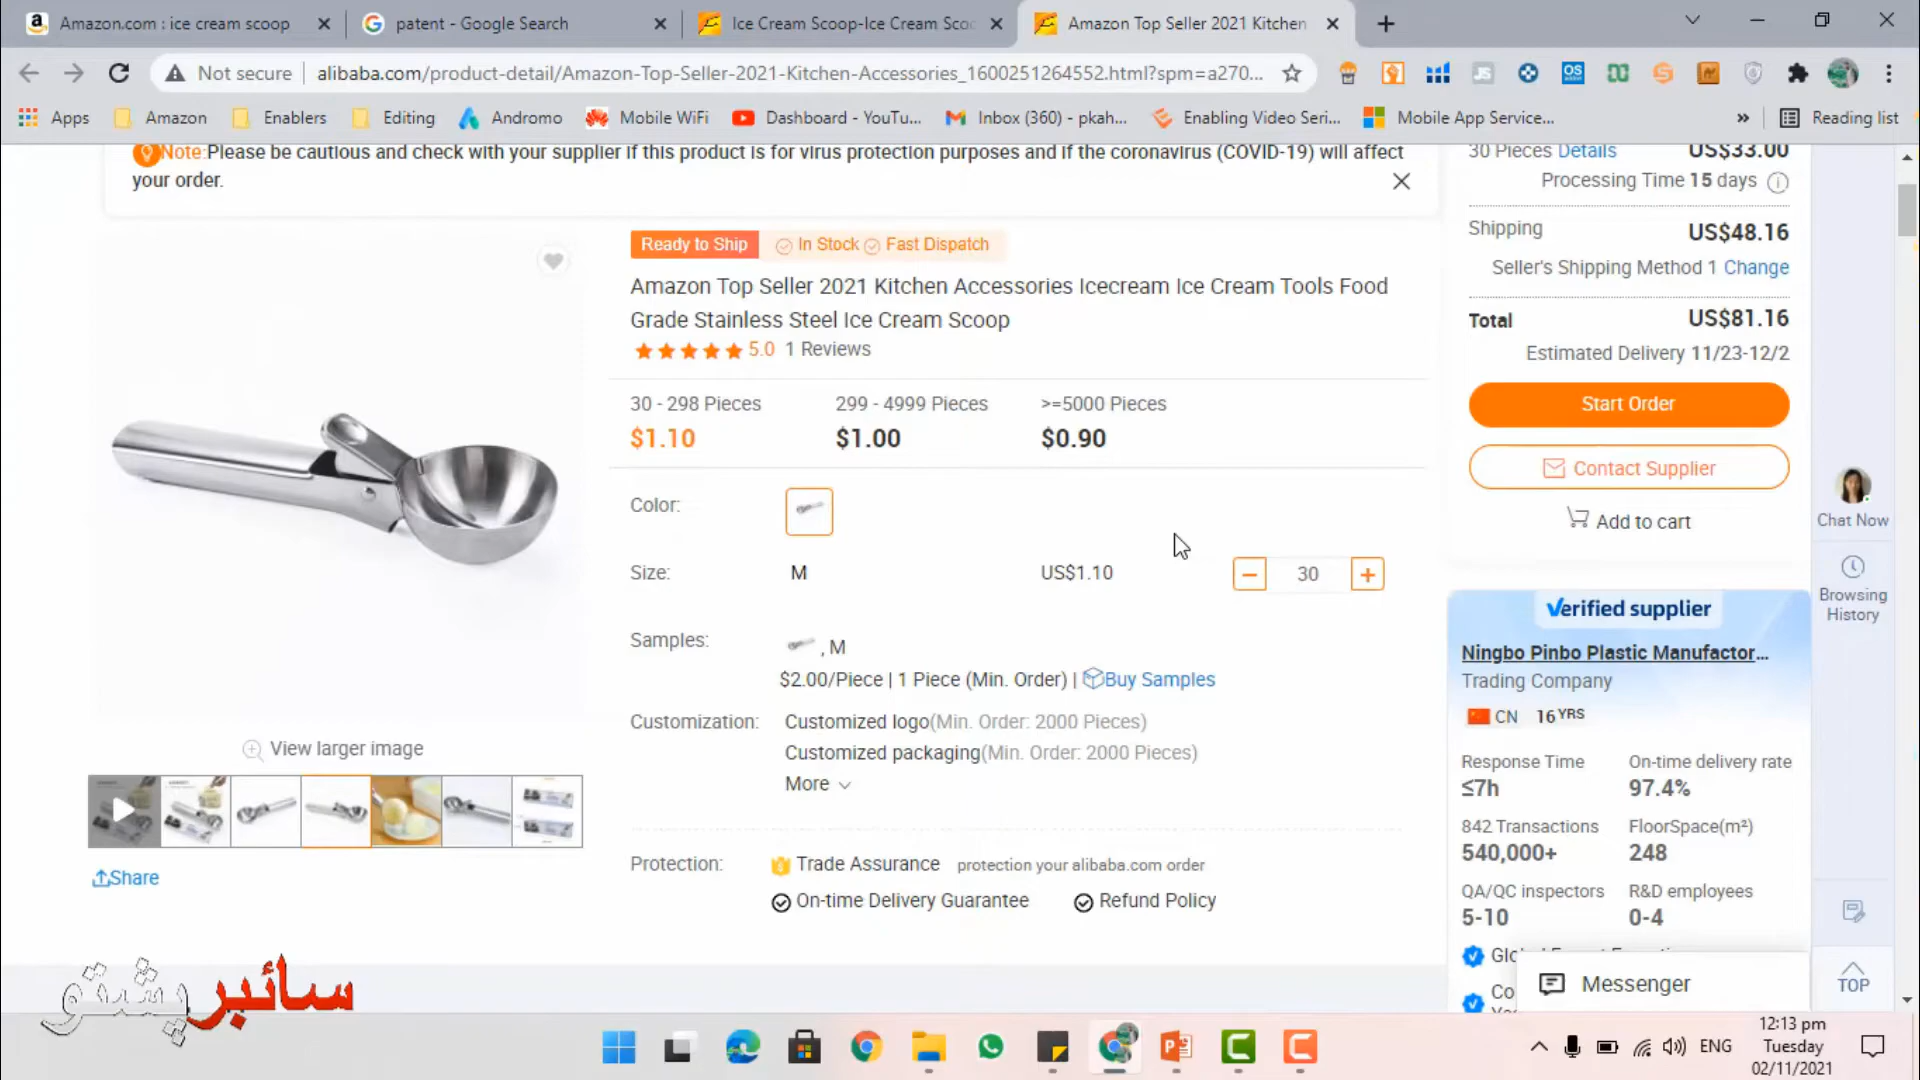 Amazon.com : ice cream scoop
patent - Google Search
Ice Cream Scoop-Ice Cream Scoo
Amazon Top Seller 2021 Kitchen
Not secure
alibaba.com/product-detail/Amazon-Top-Seller-2021-Kitchen-Accessories_1600251264552.html?spm=a270...
Apps
Amazon
Enablers
Editing
Andromo
Mobile WiFi
Dashboard - YouTu...
Inbox (360) - pkah...
Enabling Video Seri...
Mobile App Service...
»
Reading list
Note:Please be cautious and check with your supplier if this product is for virus protection purposes and if the coronavirus (COVID-19) will affect
your order.
30 Pieces Details US$33.00
Processing Time 15 days
Shipping US$48.16
Seller's Shipping Method 1 Change
Total US$81.16
Estimated Delivery 11/23-12/2
Start Order
Contact Supplier
Add to cart
Ready to Ship In Stock Fast Dispatch
Amazon Top Seller 2021 Kitchen Accessories Icecream Ice Cream Tools Food
Grade Stainless Steel Ice Cream Scoop
5.0 1 Reviews
30 - 298 Pieces 299 - 4999 Pieces >=5000 Pieces
$1.10 $1.00 $0.90
Color:
Size: M US$1.10 30
Samples: , M
$2.00/Piece | 1 Piece (Min. Order) | Buy Samples
Customization: Customized logo(Min. Order: 2000 Pieces)
Customized packaging(Min. Order: 2000 Pieces)
More
Protection: Trade Assurance protection your alibaba.com order
On-time Delivery Guarantee Refund Policy
View larger image
Share
Verified supplier
Ningbo Pinbo Plastic Manufactor...
Trading Company
CN 16 YRS
Response Time On-time delivery rate
≤7h 97.4%
842 Transactions FloorSpace(m²)
540,000+ 248
QA/QC inspectors R&D employees
5-10 0-4
Chat Now
Browsing
History
Messenger
TOP
سائبر پښتو
OS
ENG
12:13 pm
Tuesday
02/11/2021